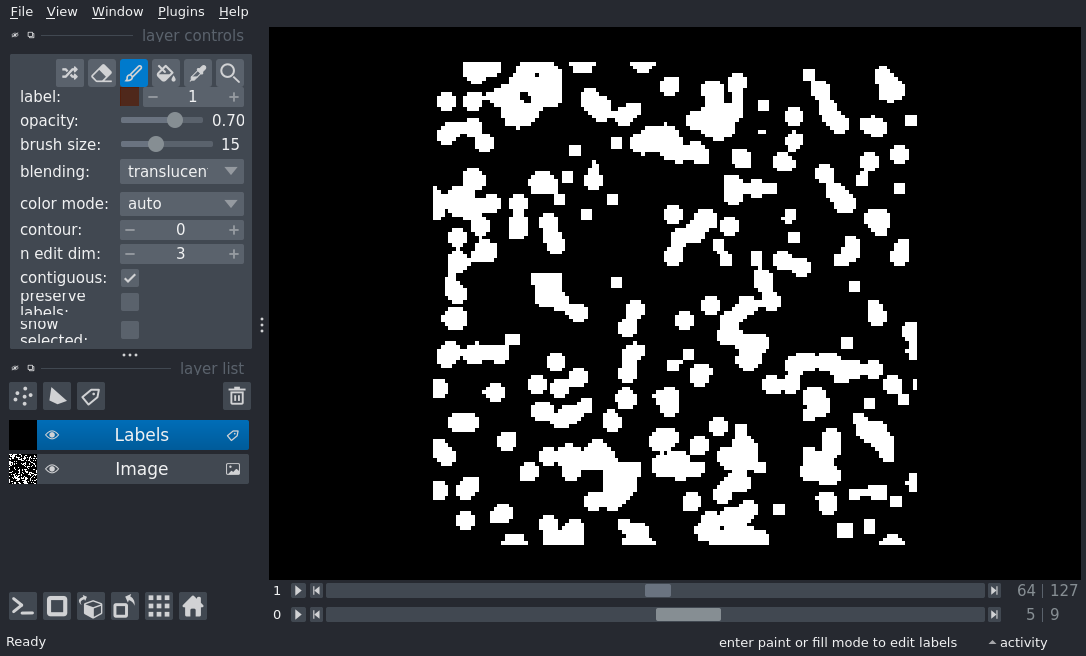 File View Window Plugins Help
layer controls
label: 1
opacity: 0.70
brush size: 15
blending: translucen
color mode: auto
contour: 0
n edit dim: 3
contiguous:
preserve
labels:
show
selected:
layer list
Labels
Image
1 64 127
0 5 9
Ready enter paint or fill mode to edit labels activity